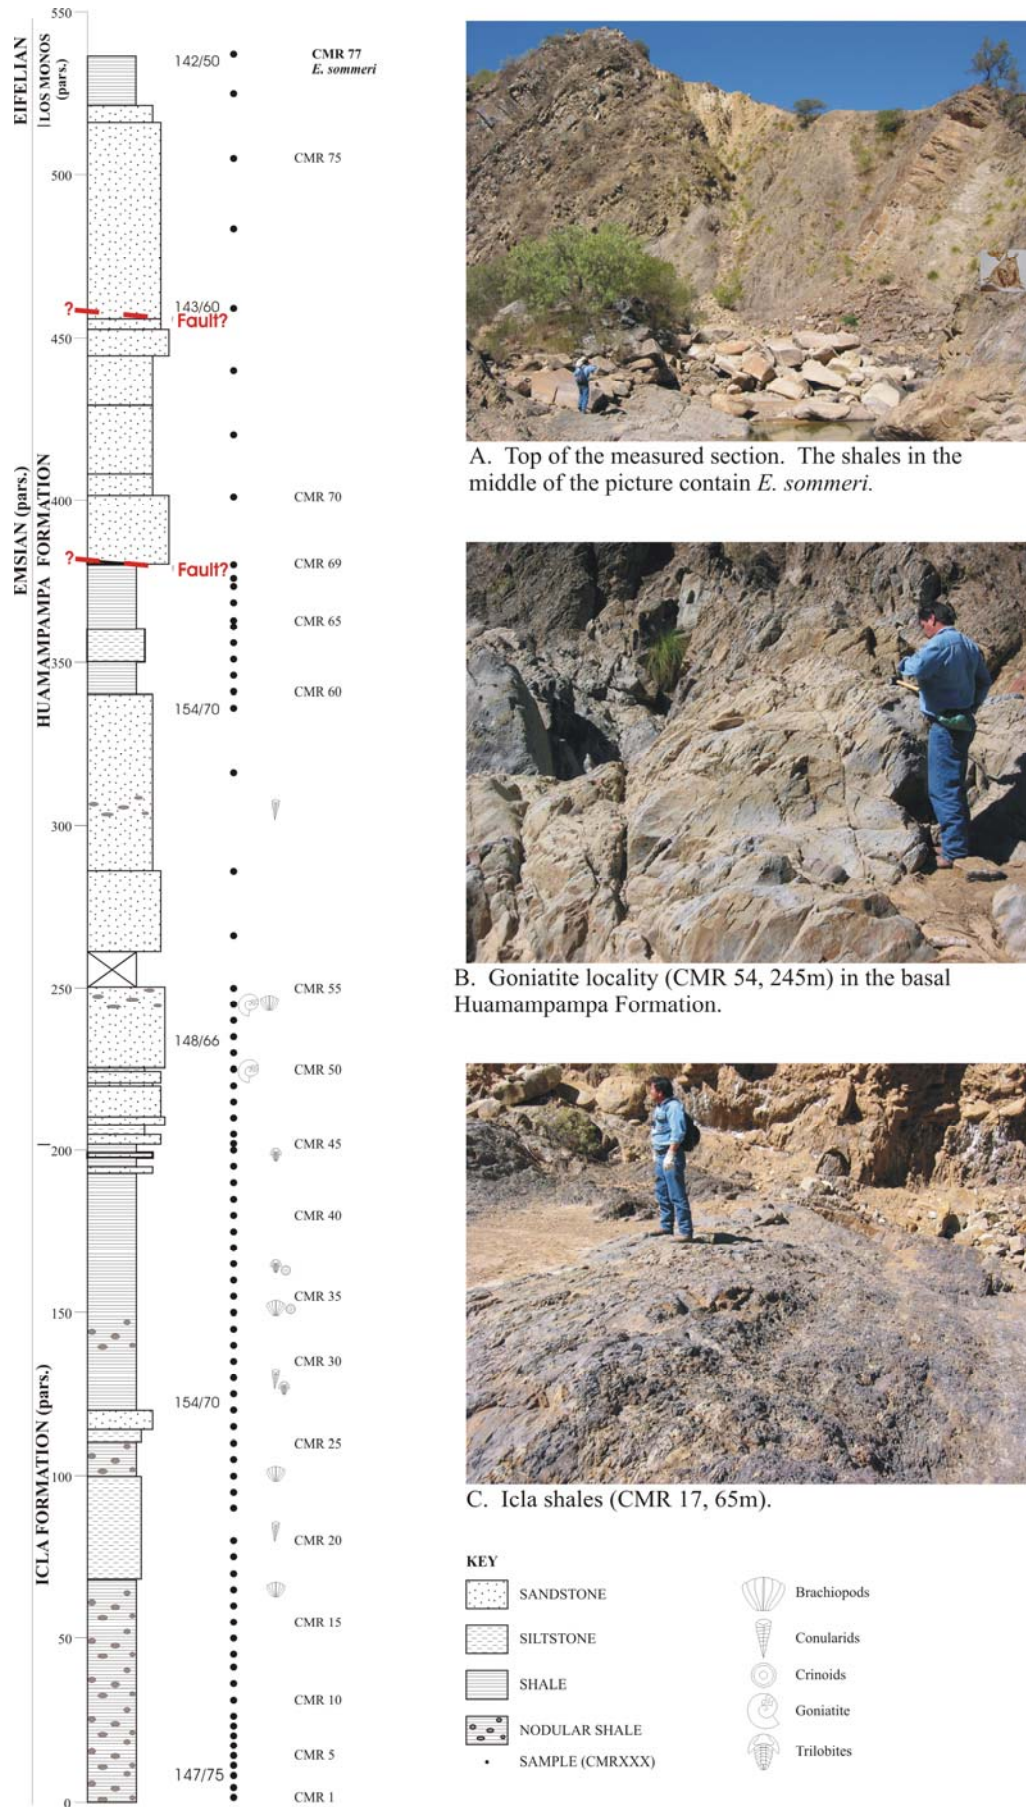 550
EIFELIAN
|LOS MONOS
(pars.)
142/50
CMR 77
E. sommeri
CMR 75
500
143/60
?
Fault?
450
EMSIAN (pars.)
HUAMAMPAMPA FORMATION
CMR 70
400
?
Fault?
CMR 69
CMR 65
350
CMR 60
154/70
300
250
CMR 55
148/66
CMR 50
CMR 45
200
CMR 40
CMR 35
150
CMR 30
154/70
ICLA FORMATION (pars.)
CMR 25
100
CMR 20
CMR 15
50
CMR 10
CMR 5
147/75
CMR 1
0
A. Top of the measured section. The shales in the
middle of the picture contain E. sommeri.
B. Goniatite locality (CMR 54, 245m) in the basal
Huamampampa Formation.
C. Icla shales (CMR 17, 65m).
KEY
SANDSTONE
SILTSTONE
SHALE
NODULAR SHALE
SAMPLE (CMRXXX)
Brachiopods
Conularids
Crinoids
Goniatite
Trilobites